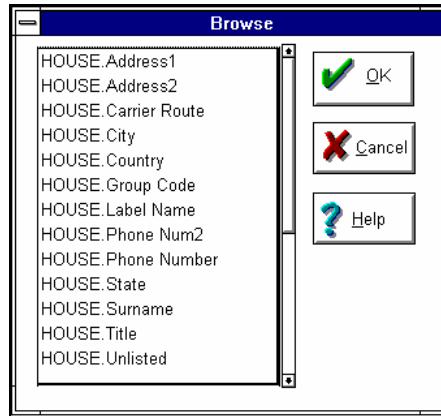 Browse
HOUSE.Address1
HOUSE.Address2
HOUSE.Carrier Route
HOUSE.City
HOUSE.Country
HOUSE.Group Code
HOUSE.Label Name
HOUSE.Phone Num2
HOUSE.Phone Number
HOUSE.State
HOUSE.Surname
HOUSE.Title
HOUSE.Unlisted
OK
Cancel
Help